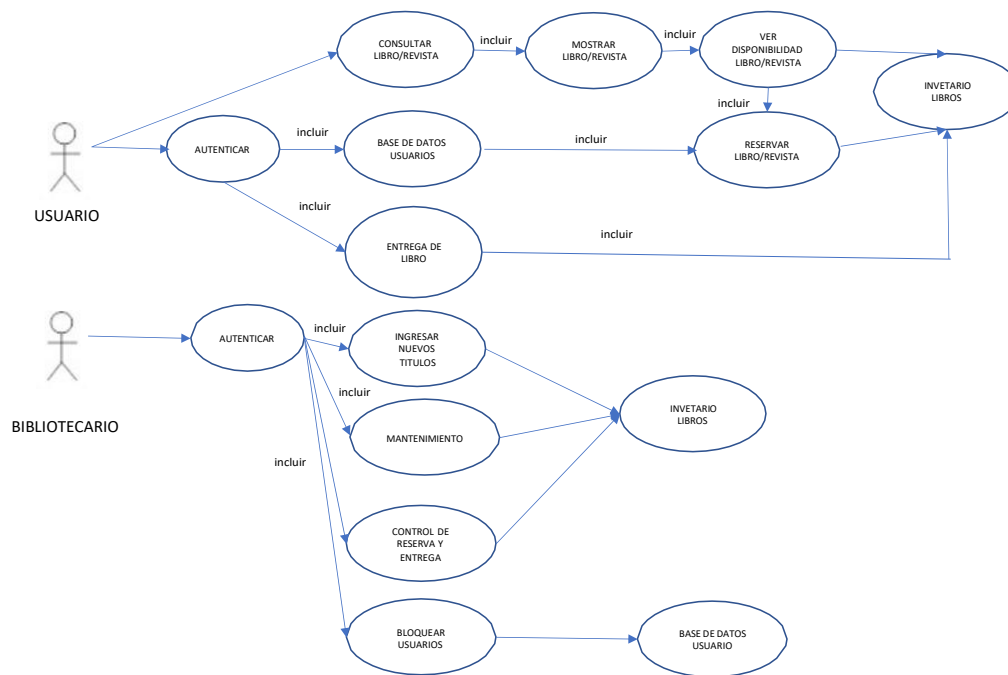 CONSULTAR
LIBRO/REVISTA
incluir
MOSTRAR
LIBRO/REVISTA
incluir
VER
DISPONIBILIDAD
LIBRO/REVISTA
INVETARIO
LIBROS
incluir
USUARIO
AUTENTICAR
incluir
BASE DE DATOS
USUARIOS
RESERVAR
LIBRO/REVISTA
incluir
ENTREGA DE
LIBRO
incluir
BIBLIOTECARIO
AUTENTICAR
incluir
INGRESAR
NUEVOS
TITULOS
incluir
MANTENIMIENTO
INVETARIO
LIBROS
incluir
CONTROL DE
RESERVA Y
ENTREGA
BLOQUEAR
USUARIOS
BASE DE DATOS
USUARIO